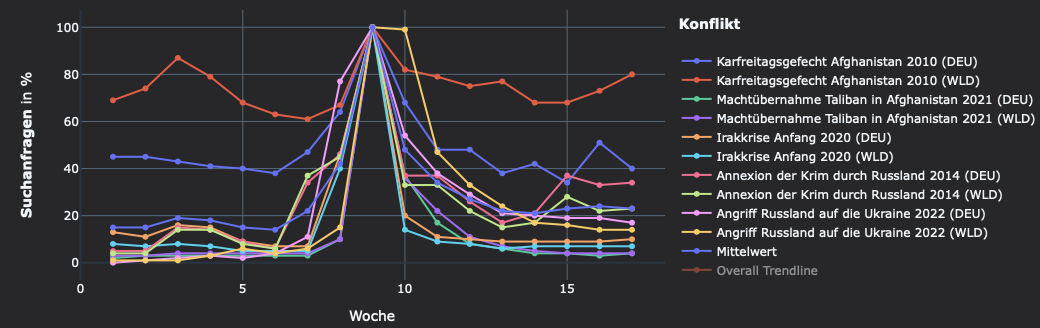 Konflikt
Karfreitagsgefecht Afghanistan 2010 (DEU)
Karfreitagsgefecht Afghanistan 2010 (WLD)
Machtübernahme Taliban in Afghanistan 2021 (DEU)
Machtübernahme Taliban in Afghanistan 2021 (WLD)
Irakkrise Anfang 2020 (DEU)
Irakkrise Anfang 2020 (WLD)
Annexion der Krim durch Russland 2014 (DEU)
Annexion der Krim durch Russland 2014 (WLD)
Angriff Russland auf die Ukraine 2022 (DEU)
Angriff Russland auf die Ukraine 2022 (WLD)
Mittelwert
Overall Trendline
Suchanfragen in %
100
80
60
40
20
0
0 5 10 15
Woche